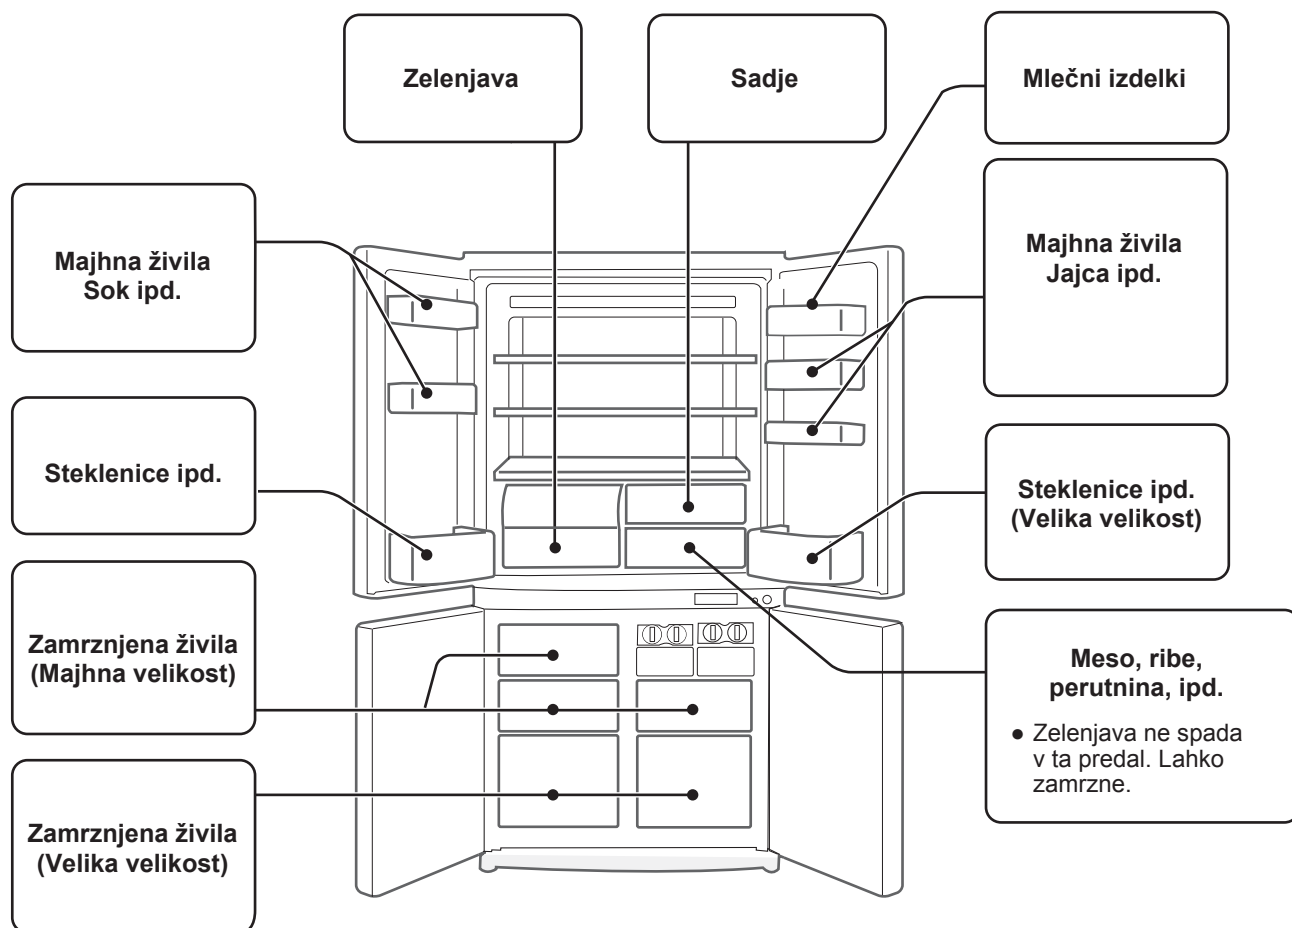 Zelenjava
Sadje
Mlečni izdelki
Majhna živila
Sok ipd.
Majhna živila
Jajca ipd.
Steklenice ipd.
Steklenice ipd.
(Velika velikost)
Zamrznjena živila
(Majhna velikost)
Meso, ribe,
perutnina, ipd.
● Zelenjava ne spada
v ta predal. Lahko
zamrzne.
Zamrznjena živila
(Velika velikost)